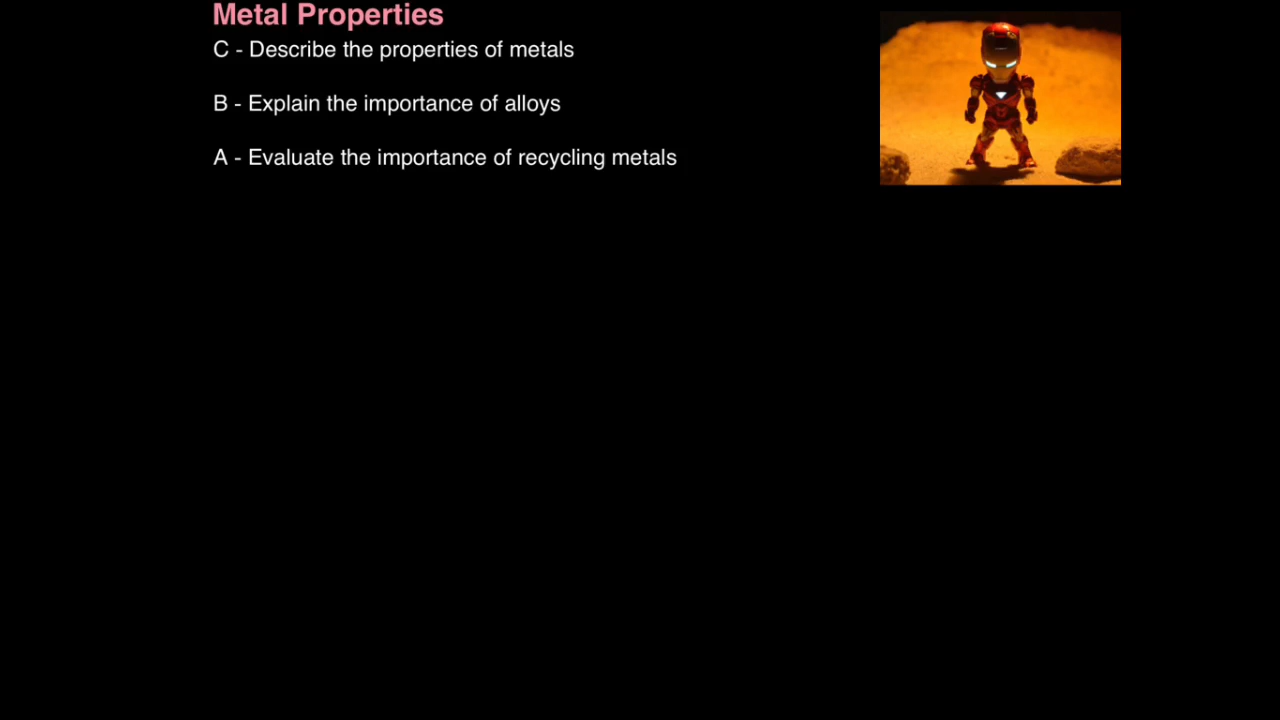 Metal Properties
C - Describe the properties of metals
B - Explain the importance of alloys
A - Evaluate the importance of recycling metals